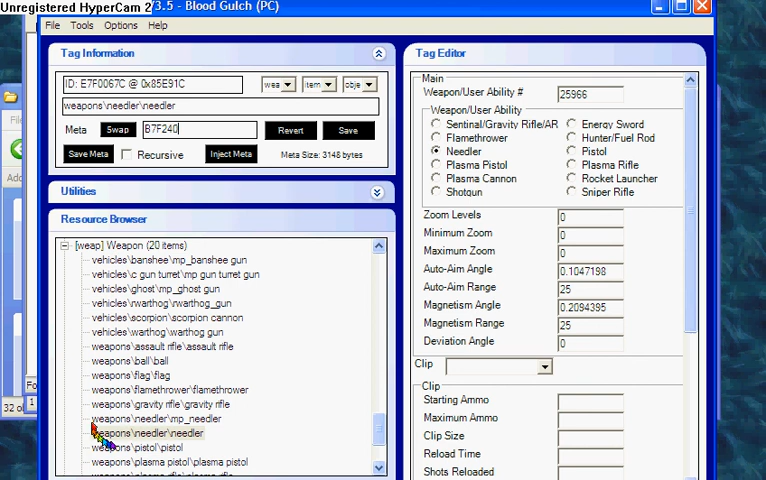 Unregistered HyperCam 2
/3.5 - Blood Gulch (PC)
File Tools Options Help
Tag Information
ID: E7F0067C @ 0x85E91C
wea
item
obje
weapons\needler\needler
Meta
Swap
B7F240
Revert
Save
Save Meta
Recursive
Inject Meta
Meta Size: 3148 bytes
Utilities
Resource Browser
[weap] Weapon (20 items)
vehicles\banshee\mp_banshee gun
vehicles\c gun turret\mp gun turret gun
vehicles\ghost\mp_ghost gun
vehicles\rwarthog\rwarthog_gun
vehicles\scorpion\scorpion cannon
vehicles\warthog\warthog gun
weapons\assault rifle\assault rifle
weapons\ball\ball
weapons\flag\flag
weapons\flamethrower\flamethrower
weapons\gravity rifle\gravity rifle
weapons\needler\mp_needler
weapons\needler\needler
weapons\pistol\pistol
weapons\plasma pistol\plasma pistol
Tag Editor
Main
Weapon/User Ability #
25966
Weapon/User Ability
Sentinal/Gravity Rifle/AR
Energy Sword
Flamethrower
Hunter/Fuel Rod
Needler
Pistol
Plasma Pistol
Plasma Rifle
Plasma Cannon
Rocket Launcher
Shotgun
Sniper Rifle
Zoom Levels
0
Minimum Zoom
0
Maximum Zoom
0
Auto-Aim Angle
0.1047198
Auto-Aim Range
25
Magnetism Angle
0.2094395
Magnetism Range
25
Deviation Angle
0
Clip
Clip
Starting Ammo
Maximum Ammo
Clip Size
Reload Time
Shots Reloaded
32 o
1
Fo